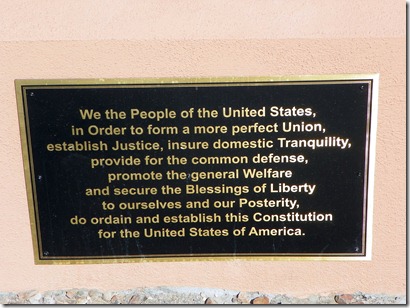 We the People of the United States,
in Order to form a more perfect Union,
establish Justice, insure domestic Tranquility,
provide for the common defense,
promote the general Welfare
and secure the Blessings of Liberty
to ourselves and our Posterity,
do ordain and establish this Constitution
for the United States of America.